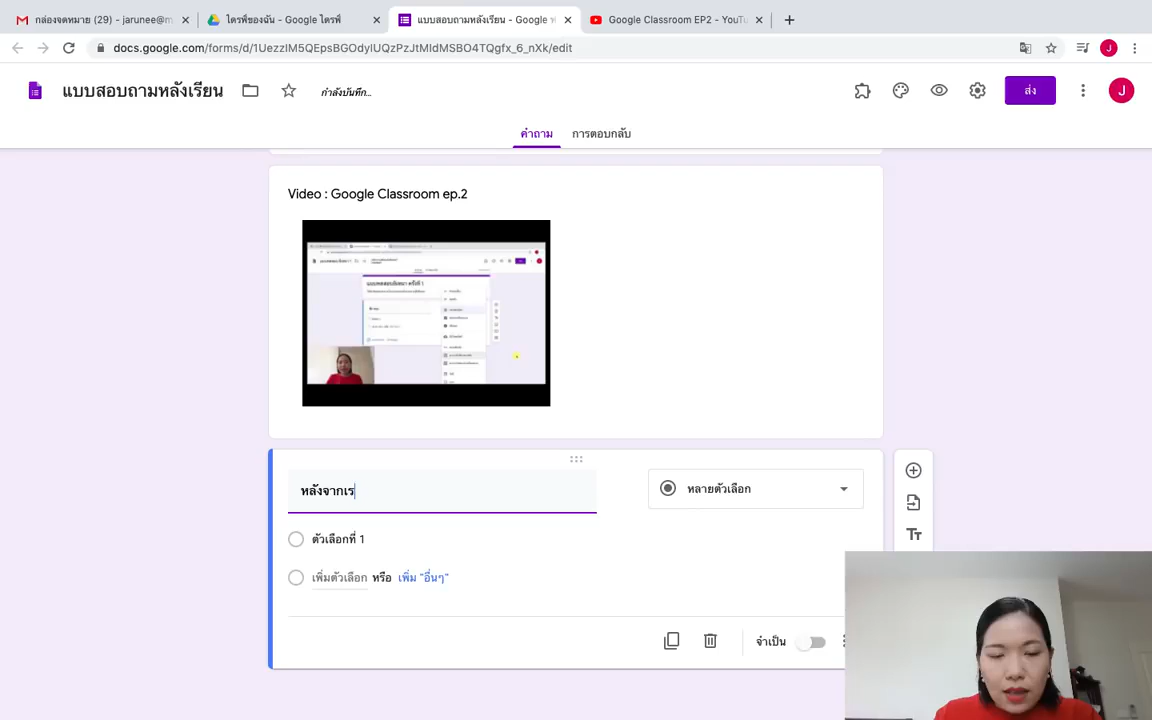 กล่องจดหมาย (29) - jarunee@m
ไดรฟ์ของฉัน - Google ไดรฟ์
แบบสอบถามหลังเรียน - Google ฟ
Google Classroom EP2 - YouTu
docs.google.com/forms/d/1UezzIM5QEpsBGOdylUQzPzJtMIdMSBO4TQgfx_6_nXk/edit
J
แบบสอบถามหลังเรียน
กำลังบันทึก...
ส่ง
J
คำถาม
การตอบกลับ
Video : Google Classroom ep.2
หลังจากเร
หลายตัวเลือก
ตัวเลือกที่ 1
เพิ่มตัวเลือก หรือ เพิ่ม "อื่นๆ"
Tт
จำเป็น